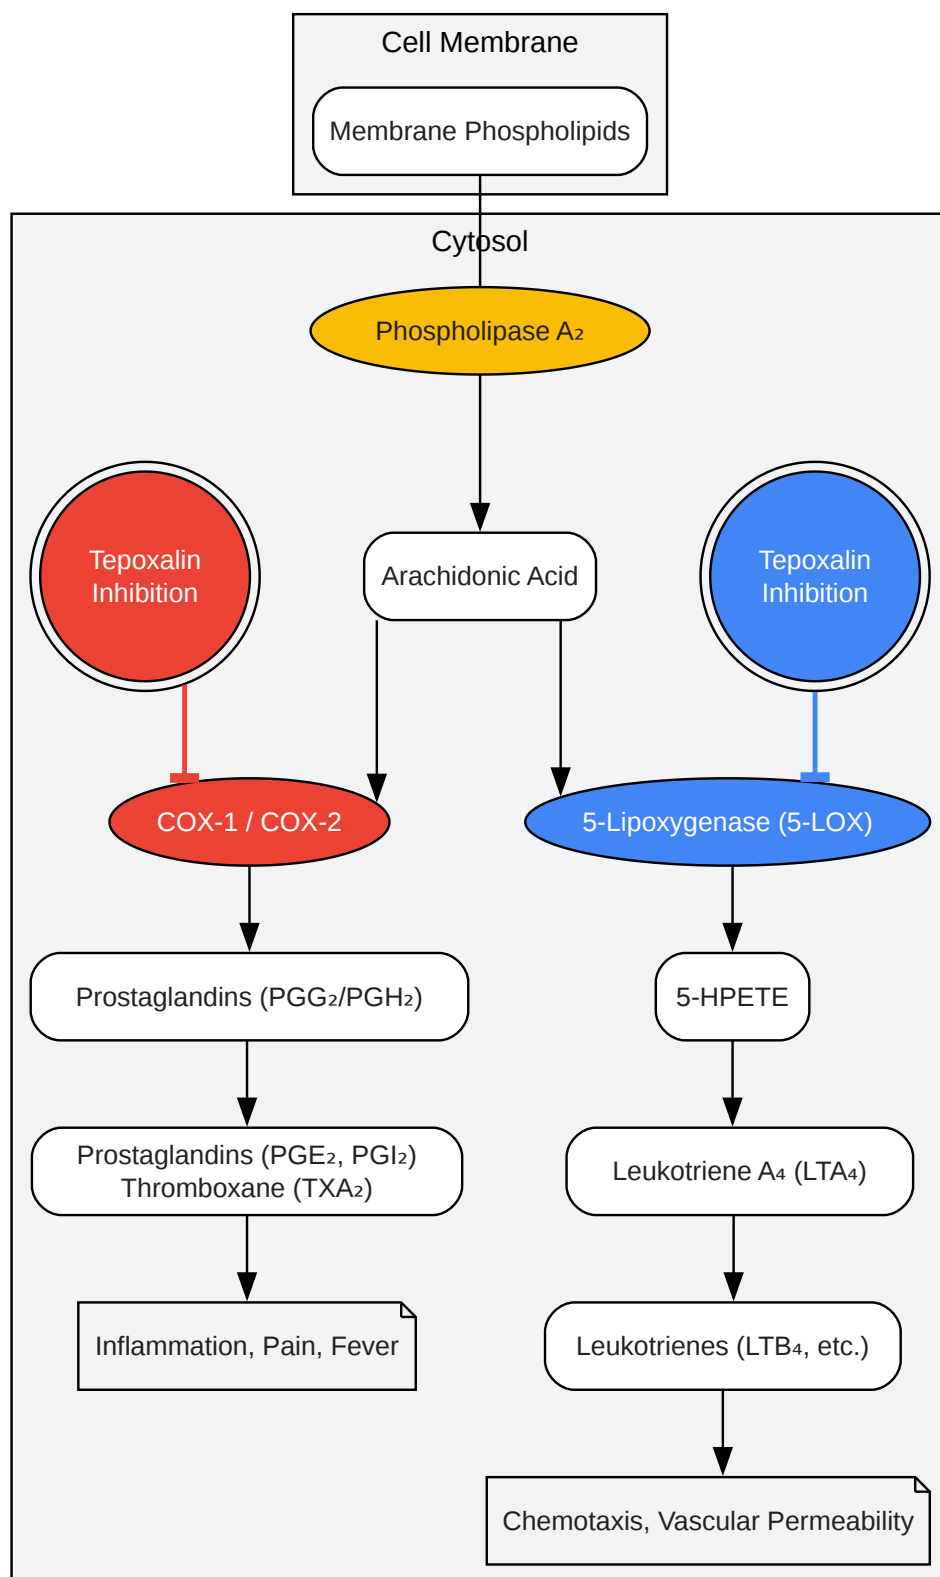 Cell Membrane
Membrane Phospholipids
Cytosol
Phospholipase A₂
Tepoxalin
Inhibition
Arachidonic Acid
Tepoxalin
Inhibition
COX-1 / COX-2
5-Lipoxygenase (5-LOX)
Prostaglandins (PGG₂/PGH₂)
5-HPETE
Prostaglandins (PGE₂, PGI₂)
Thromboxane (TXA₂)
Leukotriene A₄ (LTA₄)
Inflammation, Pain, Fever
Leukotrienes (LTB₄, etc.)
Chemotaxis, Vascular Permeability